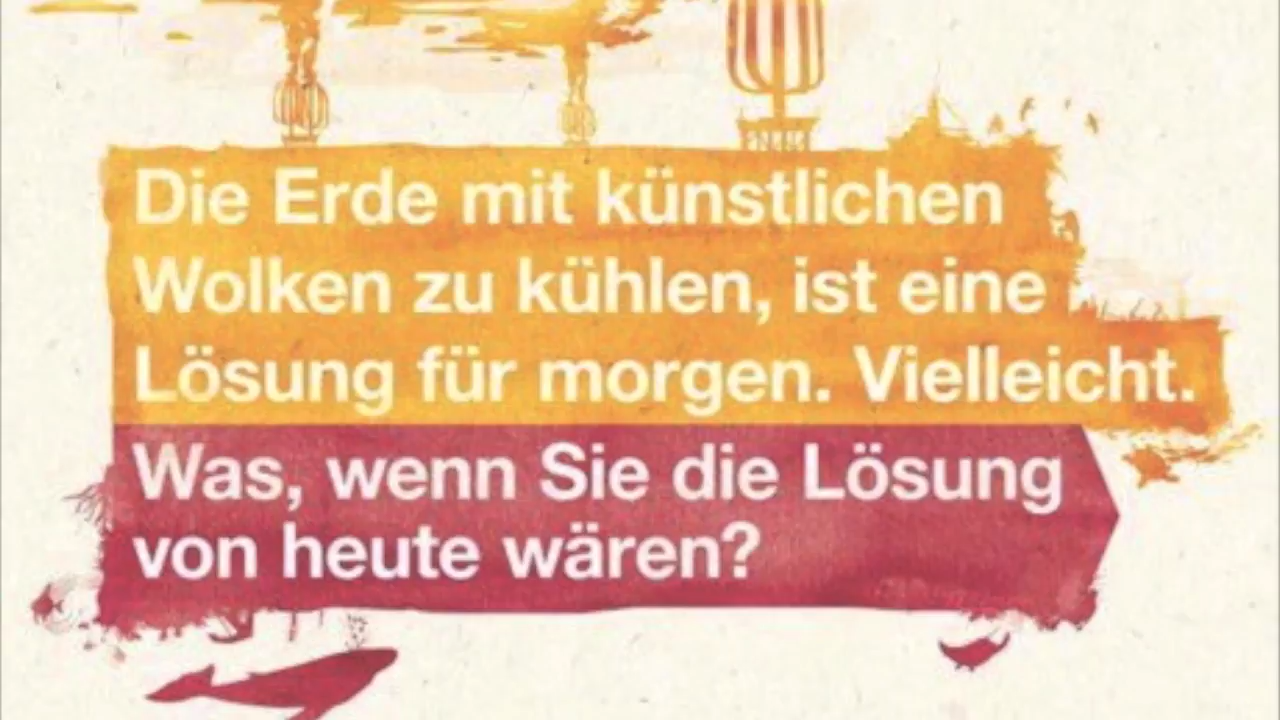 Die Erde mit künstlichen
Wolken zu kühlen, ist eine
Lösung für morgen. Vielleicht.
Was, wenn Sie die Lösung
von heute wären?